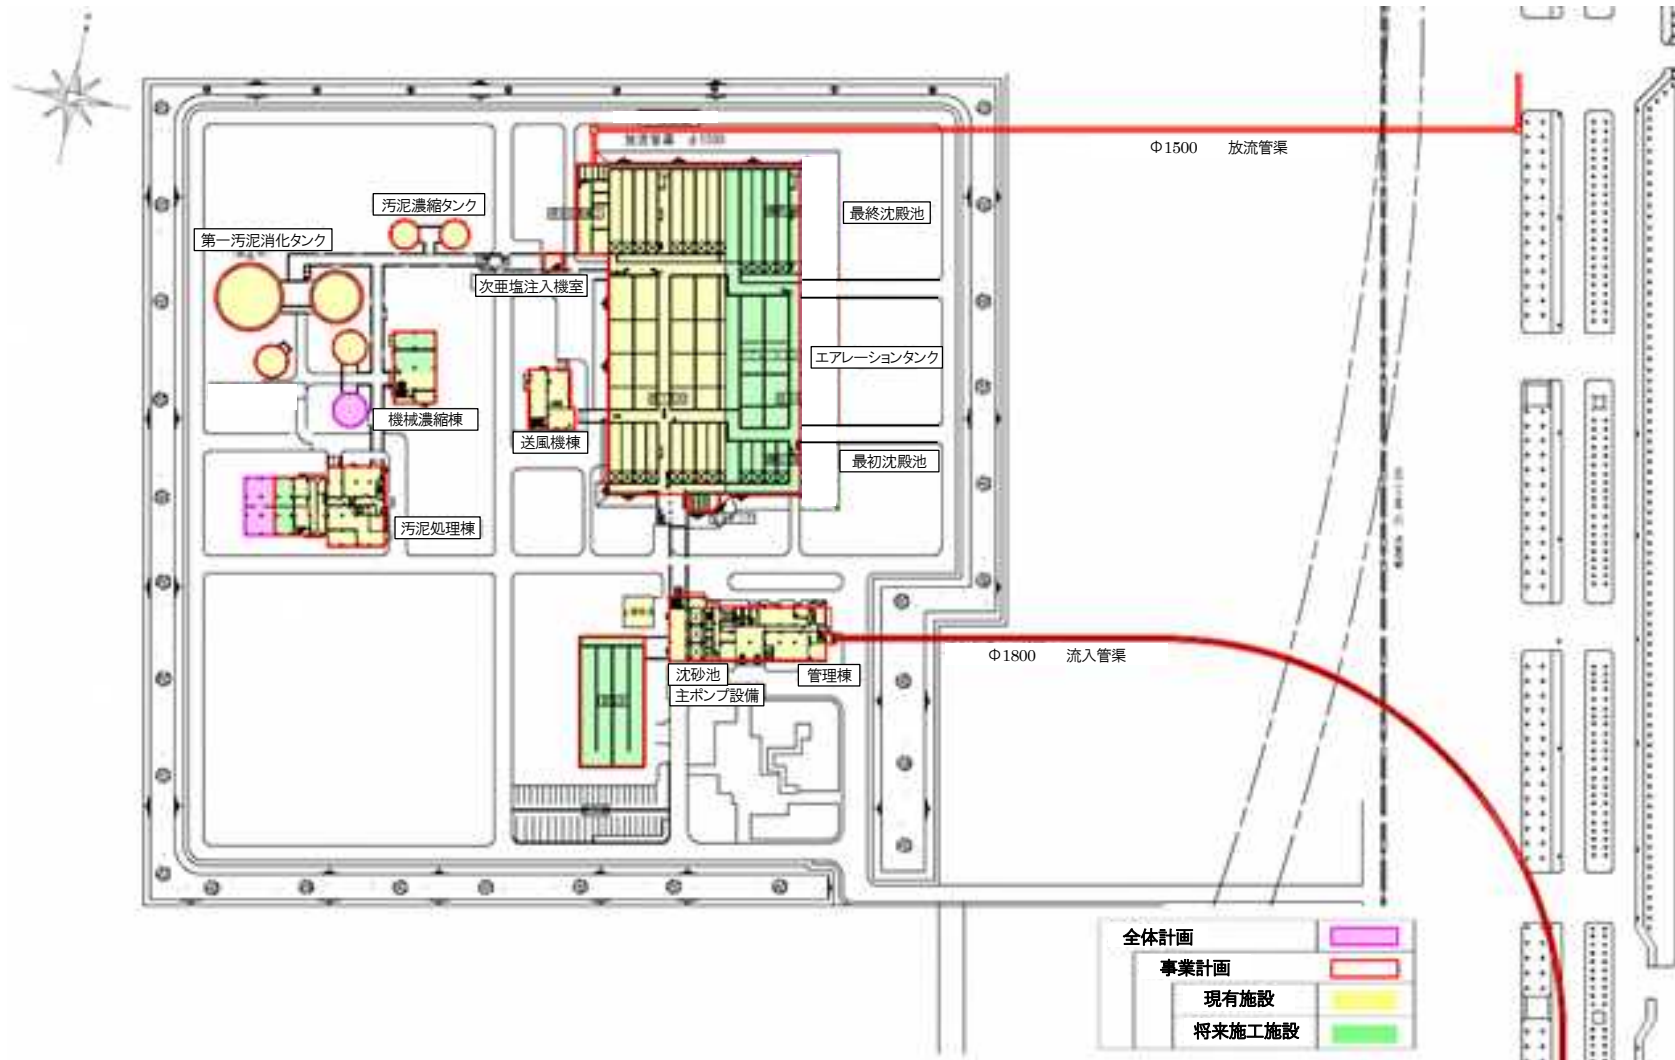 Φ1500 放流管渠
汚泥濃縮タンク
最終沈殿池
第一汚泥消化タンク
次亜塩注入機室
エアレーションタンク
機械濃縮棟
送風機棟
最初沈殿池
汚泥処理棟
Φ1800 流入管渠
沈砂池
管理棟
主ポンプ設備
全体計画
事業計画
現有施設
将来施工施設